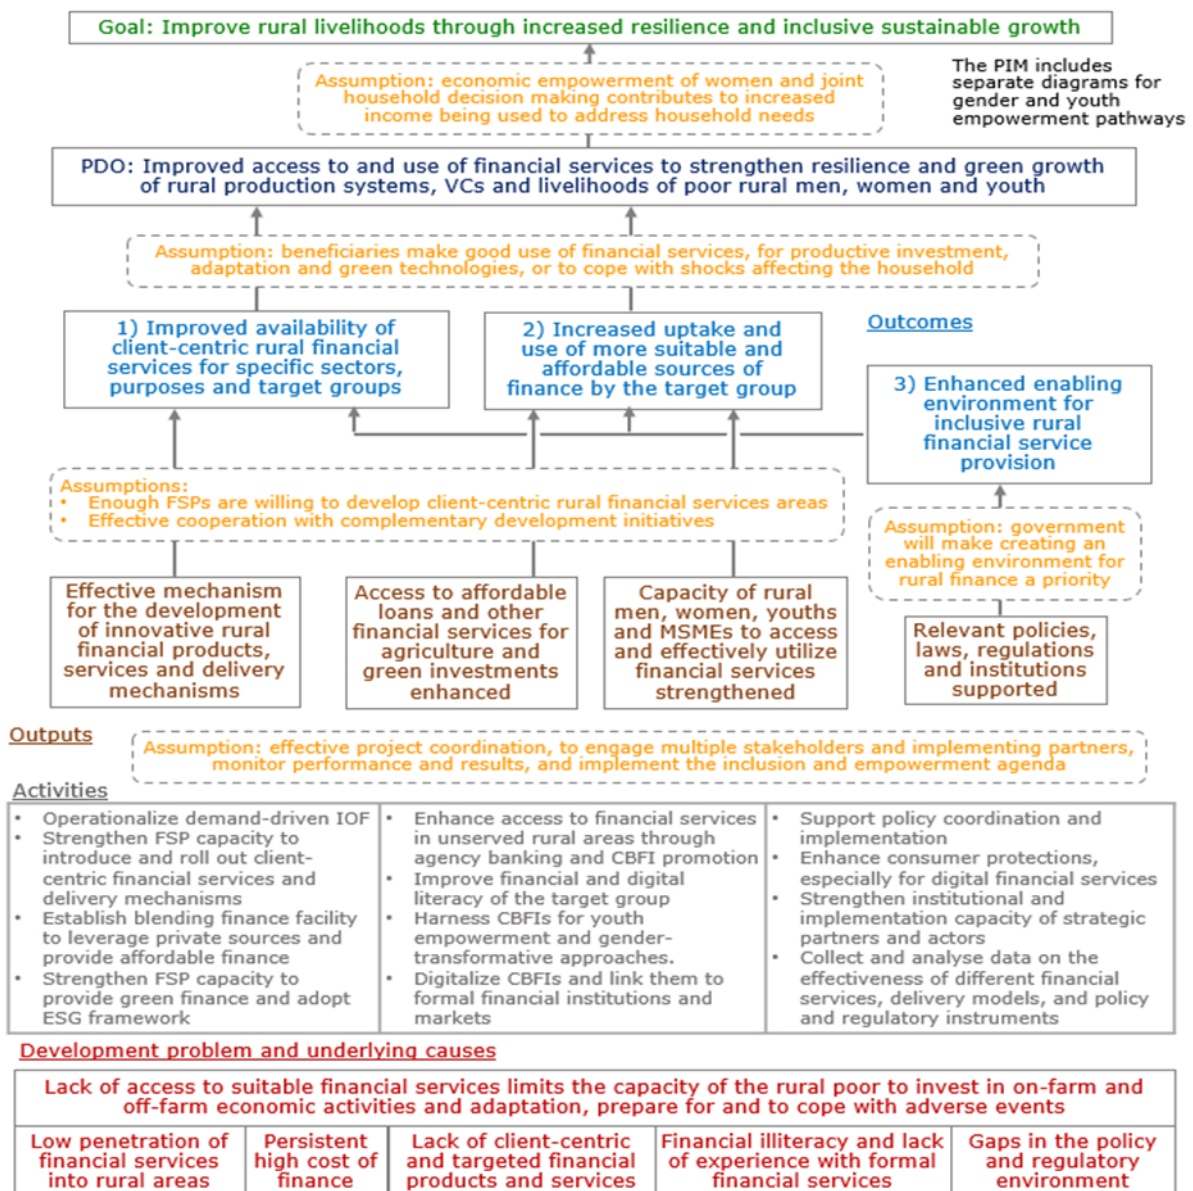 Goal: Improve rural livelihoods through increased resilience and inclusive sustainable growth
Assumption: economic empowerment of women and joint
household decision making contributes to increased
income being used to address household needs
The PIM includes
separate diagrams for
gender and youth
empowerment pathways
PDO: Improved access to and use of financial services to strengthen resilience and green growth
of rural production systems, VCs and livelihoods of poor rural men, women and youth
Assumption: beneficiaries make good use of financial services, for productive investment,
adaptation and green technologies, or to cope with shocks affecting the household
1) Improved availability of
client-centric rural financial
services for specific sectors,
purposes and target groups
2) Increased uptake and
use of more suitable and
affordable sources of
finance by the target group
Outcomes
3) Enhanced enabling
environment for
inclusive rural
financial service
provision
Assumptions:
• Enough FSPs are willing to develop client-centric rural financial services areas
• Effective cooperation with complementary development initiatives
Assumption: government
will make creating an
enabling environment for
rural finance a priority
Effective mechanism
for the development
of innovative rural
financial products,
services and delivery
mechanisms
Access to affordable
loans and other
financial services for
agriculture and
green investments
enhanced
Capacity of rural
men, women, youths
and MSMEs to access
and effectively utilize
financial services
strengthened
Relevant policies,
laws, regulations
and institutions
supported
Outputs
Assumption: effective project coordination, to engage multiple stakeholders and implementing partners,
monitor performance and results, and implement the inclusion and empowerment agenda
Activities
• Operationalize demand-driven IOF
• Strengthen FSP capacity to
introduce and roll out client-
centric financial services and
delivery mechanisms
• Establish blending finance facility
to leverage private sources and
provide affordable finance
• Strengthen FSP capacity to
provide green finance and adopt
ESG framework
• Enhance access to financial services
in unserved rural areas through
agency banking and CBFI promotion
• Improve financial and digital
literacy of the target group
• Harness CBFIs for youth
empowerment and gender-
transformative approaches.
• Digitalize CBFIs and link them to
formal financial institutions and
markets
• Support policy coordination and
implementation
• Enhance consumer protections,
especially for digital financial services
• Strengthen institutional and
implementation capacity of strategic
partners and actors
• Collect and analyse data on the
effectiveness of different financial
services, delivery models, and policy
and regulatory instruments
Development problem and underlying causes
Lack of access to suitable financial services limits the capacity of the rural poor to invest in on-farm and
off-farm economic activities and adaptation, prepare for and to cope with adverse events
Low penetration of
financial services
into rural areas
Persistent
high cost of
finance
Lack of client-centric
and targeted financial
products and services
Financial illiteracy and lack
of experience with formal
financial services
Gaps in the policy
and regulatory
environment